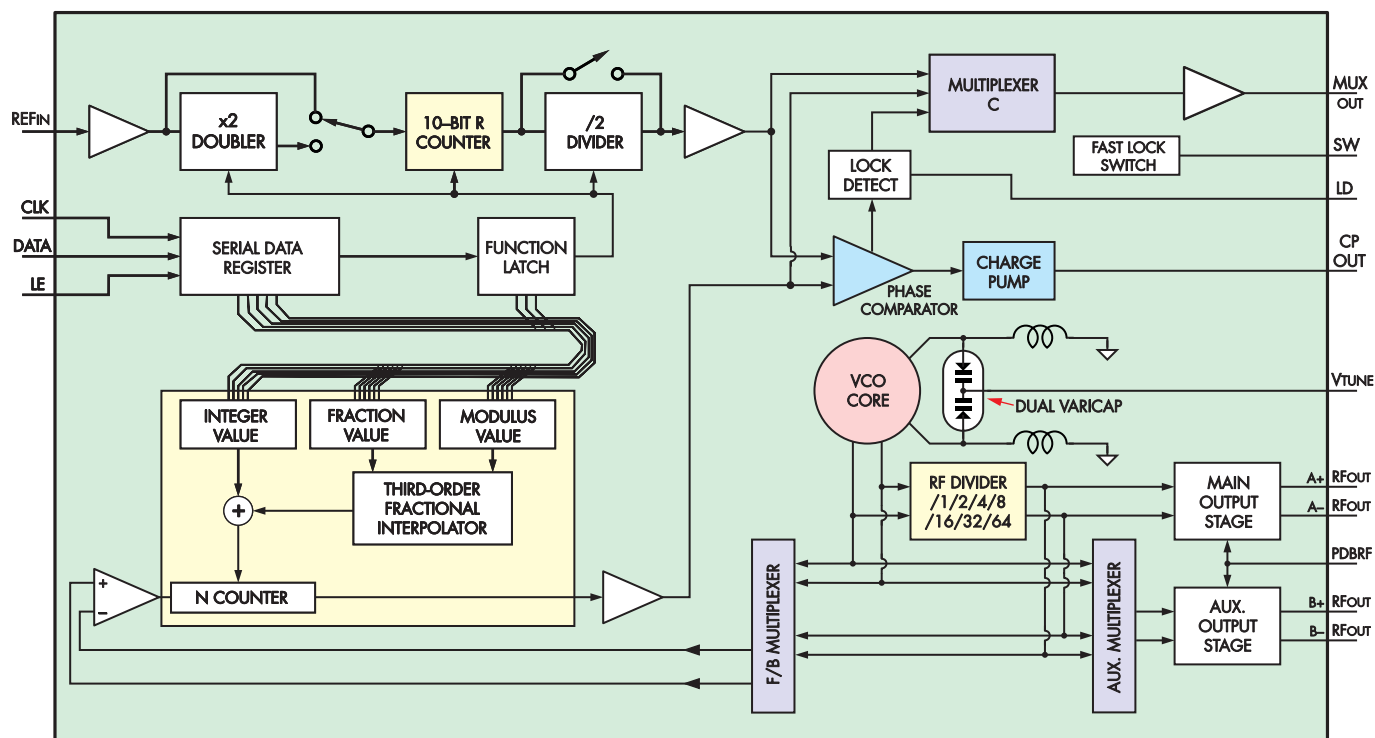 REFIN
x2
DOUBLER
10–BIT R
COUNTER
/2
DIVIDER
MULTIPLEXER
C
MUX
OUT
FAST LOCK
SWITCH
SW
LOCK
DETECT
LD
CLK
DATA
LE
SERIAL DATA
REGISTER
FUNCTION
LATCH
PHASE
COMPARATOR
CHARGE
PUMP
CP
OUT
VCO
CORE
DUAL VARICAP
VTUNE
INTEGER
VALUE
FRACTION
VALUE
MODULUS
VALUE
THIRD-ORDER
FRACTIONAL
INTERPOLATOR
+
N COUNTER
+
–
RF DIVIDER
/1/2/4/8
/16/32/64
MAIN
OUTPUT
STAGE
A+ RFOUT
A– RFOUT
PDBRF
AUX.
OUTPUT
STAGE
B+ RFOUT
B– RFOUT
F/B MULTIPLEXER
AUX. MULTIPLEXER